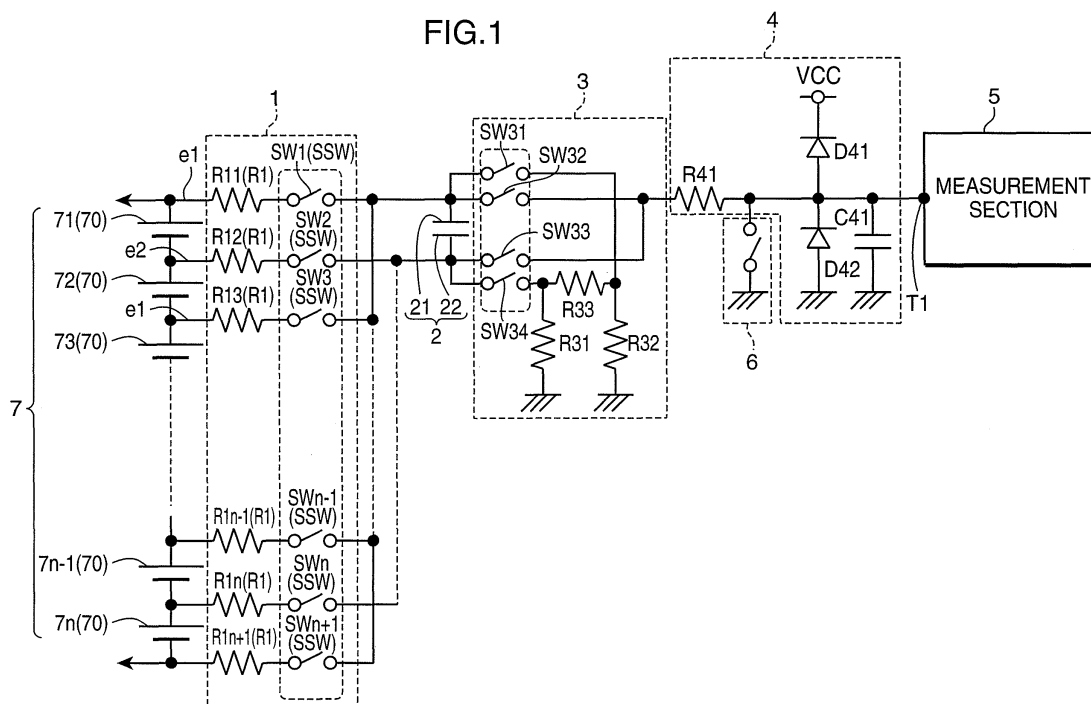 FIG.1
1
e1
R11(R1)
SW1(SSW)
71(70)
R12(R1)
SW2
(SSW)
e2
72(70)
R13(R1)
SW3
(SSW)
e1
73(70)
7
R1n-1(R1)
SWn-1
(SSW)
7n-1(70)
R1n(R1)
SWn
(SSW)
7n(70)
R1n+1(R1)
SWn+1
(SSW)
21 22
2
3
SW31
SW32
SW33
SW34
R33
R31
R32
4
VCC
D41
R41
C41
D42
6
T1
5
MEASUREMENT
SECTION